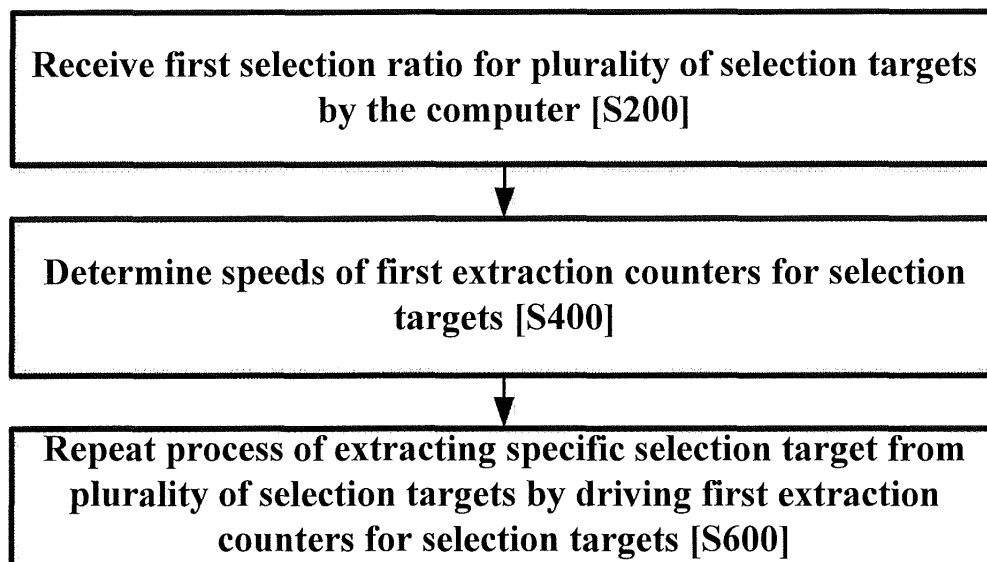 Receive first selection ratio for plurality of selection targets
by the computer [S200]
Determine speeds of first extraction counters for selection
targets [S400]
Repeat process of extracting specific selection target from
plurality of selection targets by driving first extraction
counters for selection targets [S600]